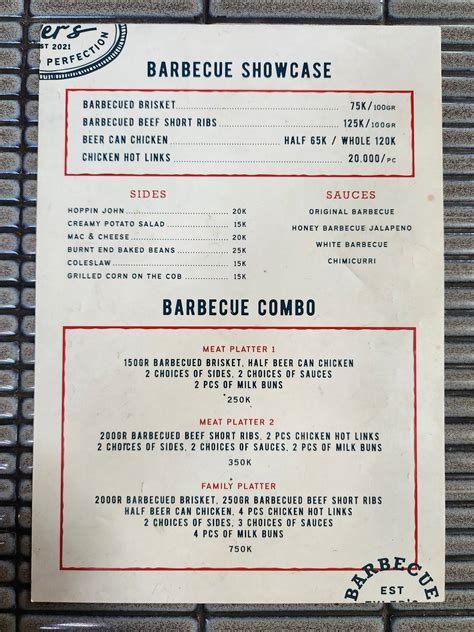 ers
ST 2021
PERFECTION
BARBECUE SHOWCASE
BARBECUED BRISKET 75K/100GR
BARBECUED BEEF SHORT RIBS 125K/100GR
BEER CAN CHICKEN HALF 65K / WHOLE 120K
CHICKEN HOT LINKS 20.000/PC
SIDES
HOPPIN JOHN 20K
CREAMY POTATO SALAD 15K
MAC & CHEESE 20K
BURNT END BAKED BEANS 25K
COLESLAW 15K
GRILLED CORN ON THE COB 15K
SAUCES
ORIGINAL BARBECUE
HONEY BARBECUE JALAPENO
WHITE BARBECUE
CHIMICURRI
BARBECUE COMBO
MEAT PLATTER 1
150GR BARBECUED BRISKET, HALF BEER CAN CHICKEN
2 CHOICES OF SIDES, 2 CHOICES OF SAUCES
2 PCS OF MILK BUNS
250K
MEAT PLATTER 2
200GR BARBECUED BEEF SHORT RIBS, 2 PCS CHICKEN HOT LINKS
2 CHOICES OF SIDES, 2 CHOICES OF SAUCES, 2 PCS OF MILK BUNS
350K
FAMILY PLATTER
200GR BARBECUED BRISKET, 250GR BARBECUED BEEF SHORT RIBS
HALF BEER CAN CHICKEN, 4 PCS CHICKEN HOT LINKS
2 CHOICES OF SIDES, 3 CHOICES OF SAUCES
4 PCS OF MILK BUNS
750K
BARBECUE
EST